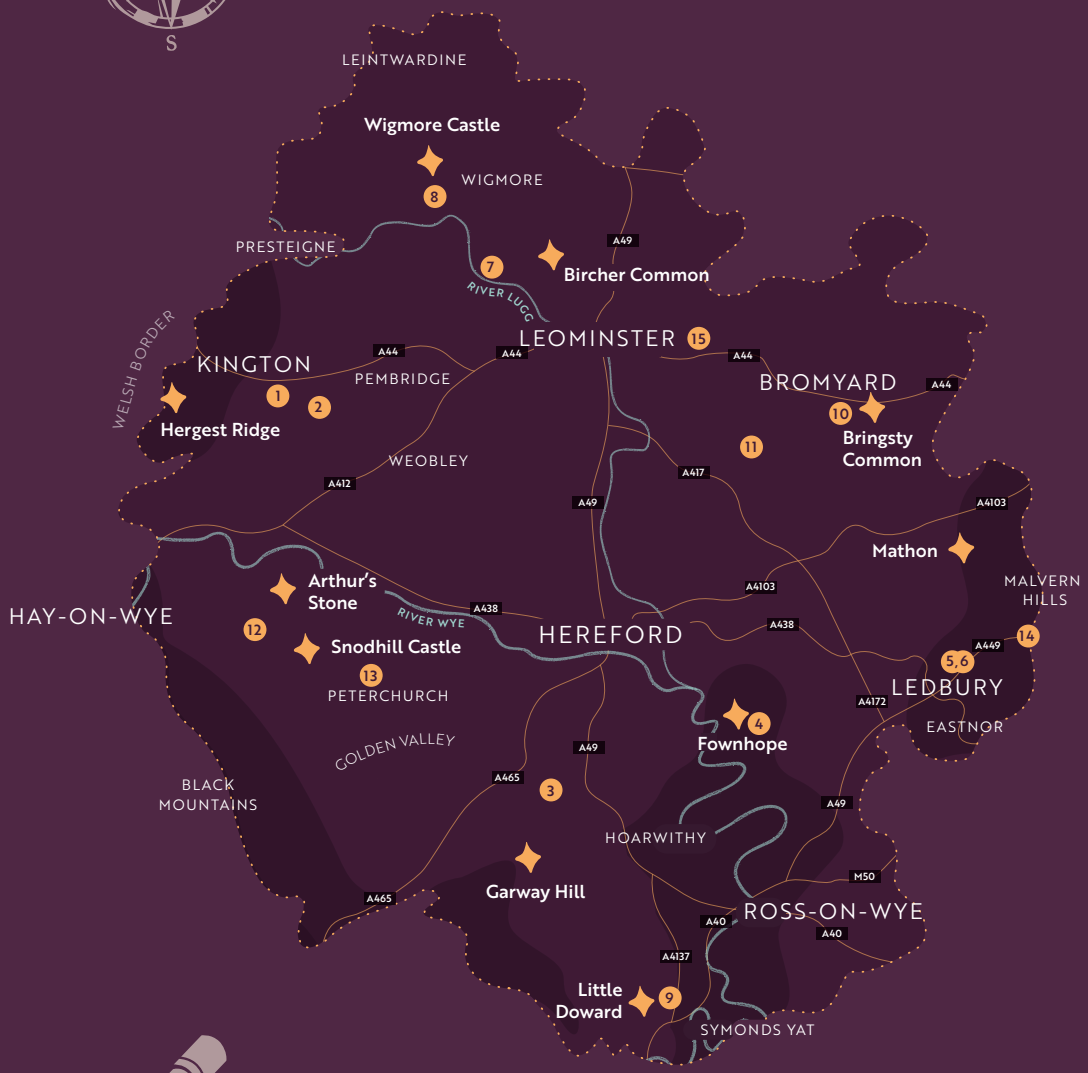 S
LEINTWARDINE
Wigmore Castle
WIGMORE
8
PRESTEIGNE
A49
7
Bircher Common
RIVER LUGG
WELSH BORDER
LEOMINSTER
15
A44
A44
A44
KINGTON
PEMBRIDGE
BROMYARD
A44
1
2
10
Hergest Ridge
Bringsty
Common
11
WEOBLEY
A417
A412
A49
A4103
Mathon
Arthur's
Stone
MALVERN
HILLS
A4103
HAY-ON-WYE
A438
RIVER WYE
A438
12
HEREFORD
14
Snodhill Castle
A449
5,6
13
PETERCHURCH
LEDBURY
A4172
4
EASTNOR
GOLDEN VALLEY
Fownhope
A49
A465
BLACK
MOUNTAINS
3
A49
HOARWITHY
Garway Hill
M50
A465
ROSS-ON-WYE
A40
A40
A4137
Little
Doward
9
SYMONDS YAT